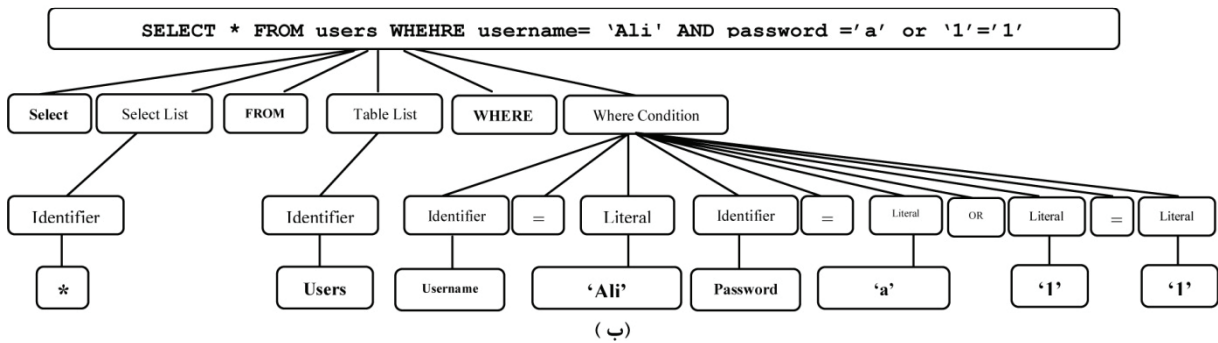 SELECT * FROM users WHEHRE username= ‘Ali' AND password ='a’ or ‘1’=’1’
Select Select List FROM Table List WHERE Where Condition
Identifier Identifier Identifier = Literal Identifier = Literal OR Literal = Literal
* Users Username ‘Ali’ Password ‘a’ ‘1’ ‘1’
(ب)